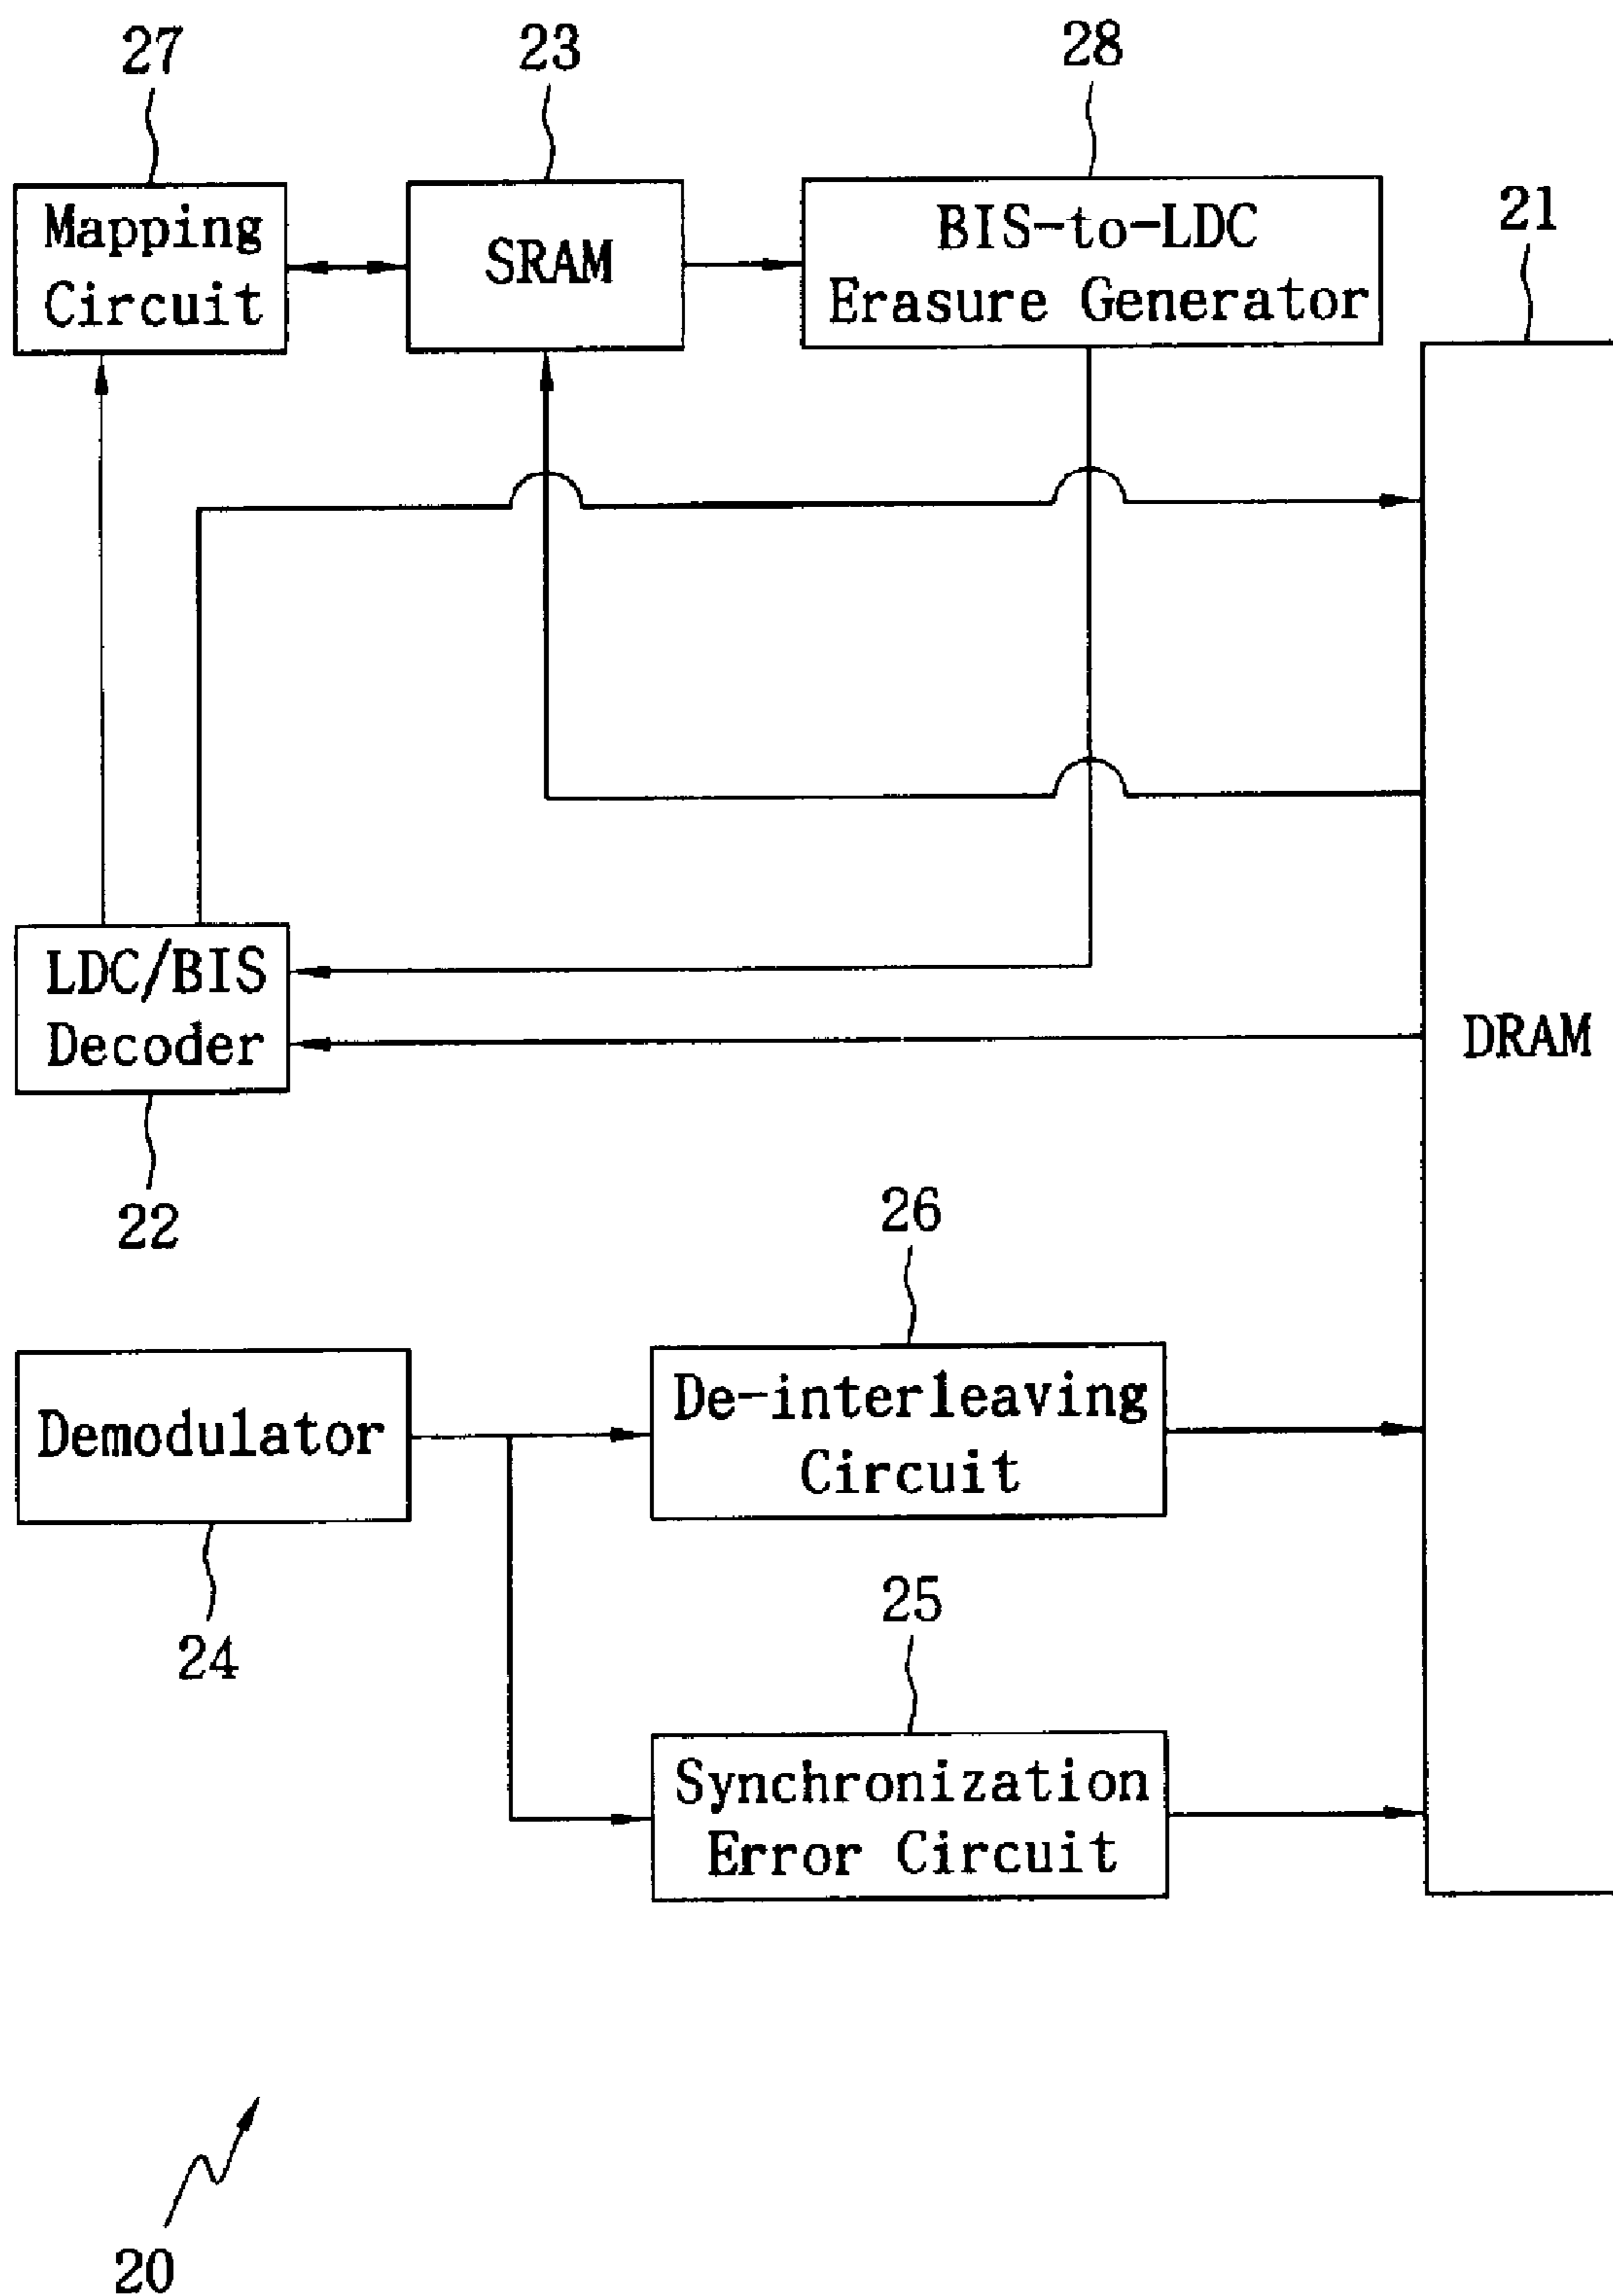 27
23
28
Mapping
Circuit
SRAM
BIS-to-LDC
Erasure Generator
21
LDC/BIS
Decoder
DRAM
22
26
Demodulator
De-interleaving
Circuit
24
25
Synchronization
Error Circuit
20